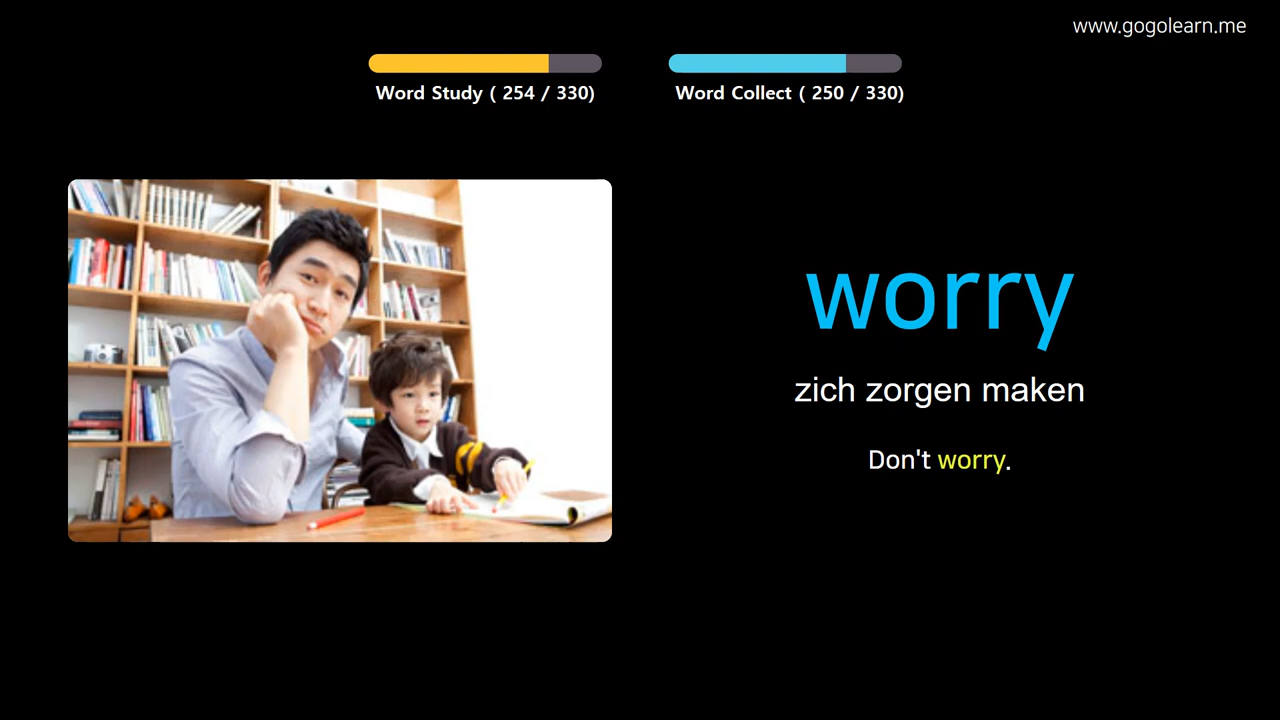 www.gogolearn.me
Word Study ( 254 / 330)
Word Collect ( 250 / 330)
worry
zich zorgen maken
Don't worry.